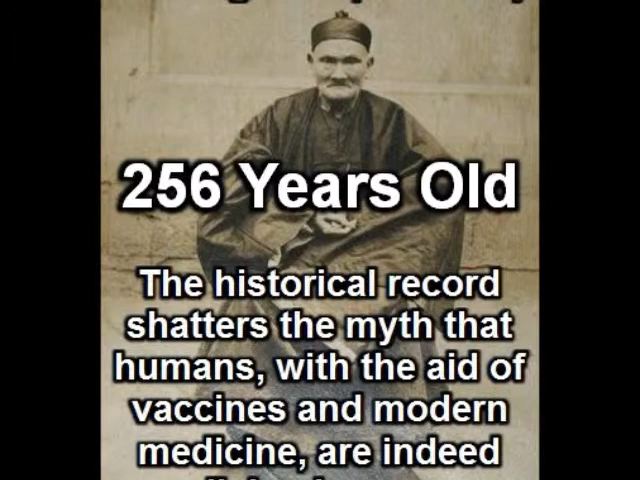 256 Years Old
The historical record
shatters the myth that
humans, with the aid of
vaccines and modern
medicine, are indeed